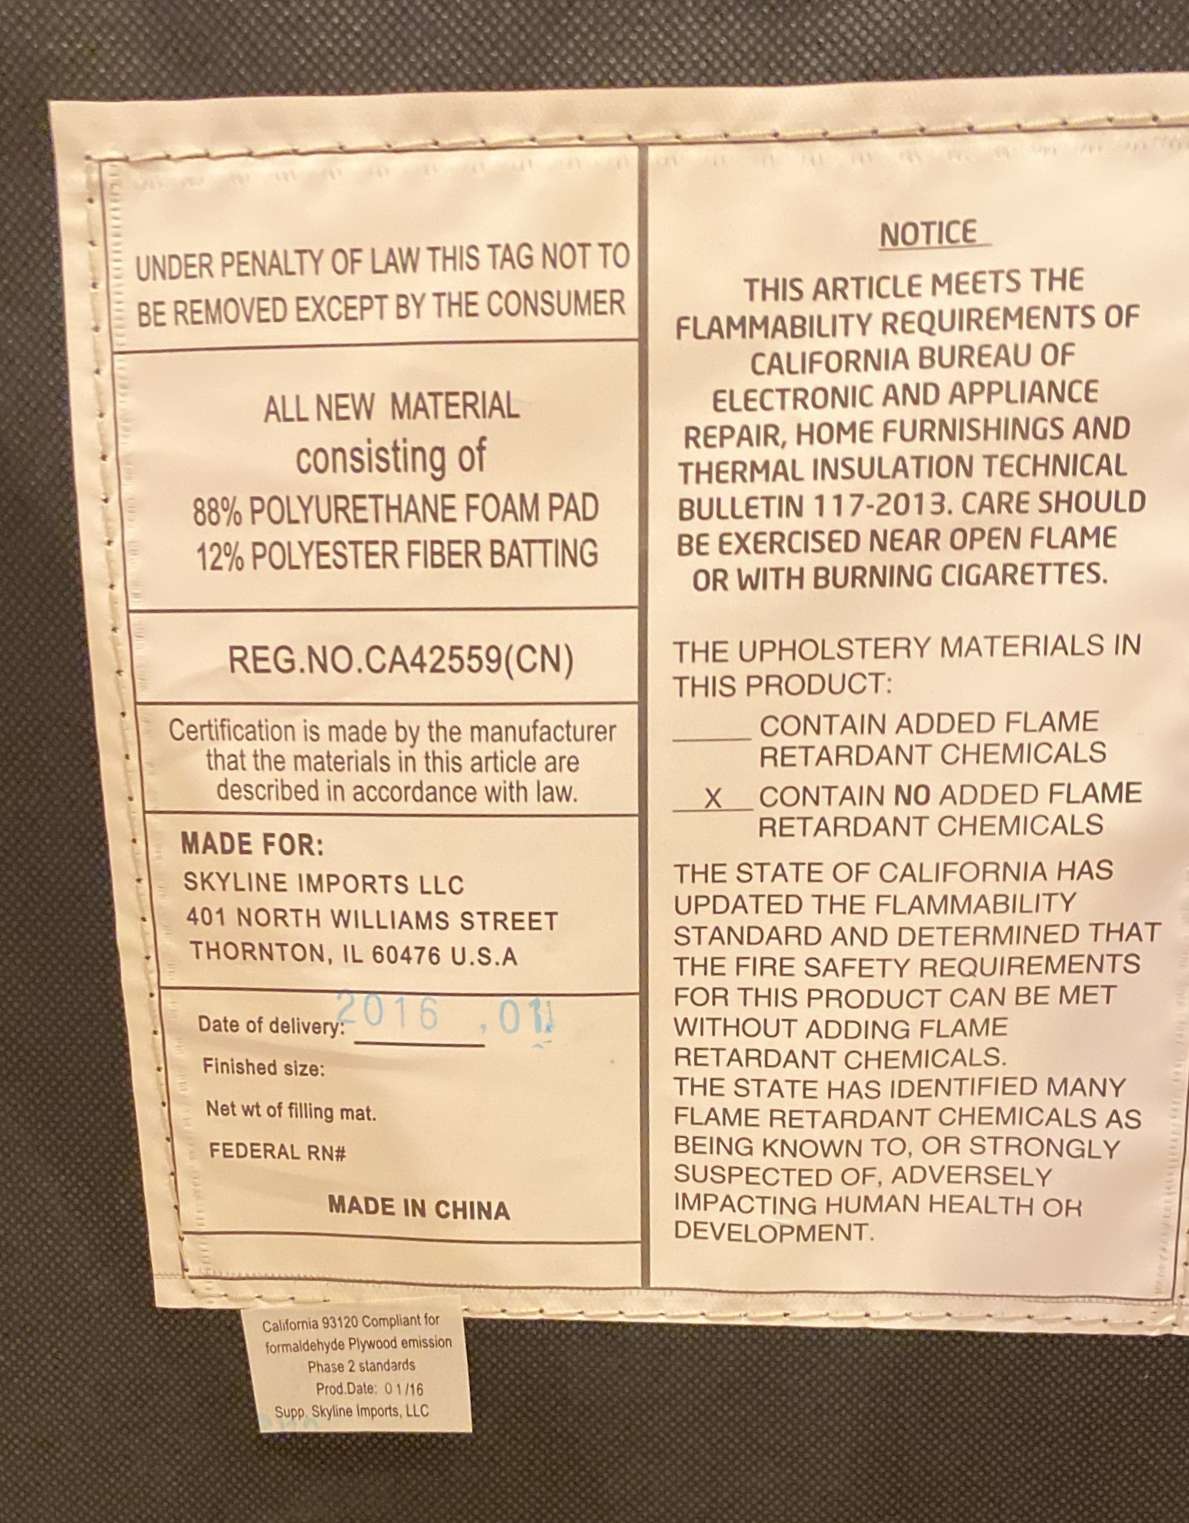 UNDER PENALTY OF LAW THIS TAG NOT TO
BE REMOVED EXCEPT BY THE CONSUMER
ALL NEW MATERIAL
consisting of
88% POLYURETHANE FOAM PAD
12% POLYESTER FIBER BATTING
REG.NO.CA42559(CN)
Certification is made by the manufacturer
that the materials in this article are
described in accordance with law.
MADE FOR:
SKYLINE IMPORTS LLC
401 NORTH WILLIAMS STREET
THORNTON, IL 60476 U.S.A
Date of delivery: 2016 .01
Finished size:
Net wt of filling mat.
FEDERAL RN#
MADE IN CHINA
NOTICE
THIS ARTICLE MEETS THE
FLAMMABILITY REQUIREMENTS OF
CALIFORNIA BUREAU OF
ELECTRONIC AND APPLIANCE
REPAIR, HOME FURNISHINGS AND
THERMAL INSULATION TECHNICAL
BULLETIN 117-2013. CARE SHOULD
BE EXERCISED NEAR OPEN FLAME
OR WITH BURNING CIGARETTES.
THE UPHOLSTERY MATERIALS IN
THIS PRODUCT:
_____ CONTAIN ADDED FLAME
RETARDANT CHEMICALS
__X__ CONTAIN NO ADDED FLAME
RETARDANT CHEMICALS
THE STATE OF CALIFORNIA HAS
UPDATED THE FLAMMABILITY
STANDARD AND DETERMINED THAT
THE FIRE SAFETY REQUIREMENTS
FOR THIS PRODUCT CAN BE MET
WITHOUT ADDING FLAME
RETARDANT CHEMICALS.
THE STATE HAS IDENTIFIED MANY
FLAME RETARDANT CHEMICALS AS
BEING KNOWN TO, OR STRONGLY
SUSPECTED OF, ADVERSELY
IMPACTING HUMAN HEALTH OR
DEVELOPMENT.
California 93120 Compliant for
formaldehyde Plywood emission
Phase 2 standards
Prod.Date: 01/16
Supp. Skyline Imports, LLC